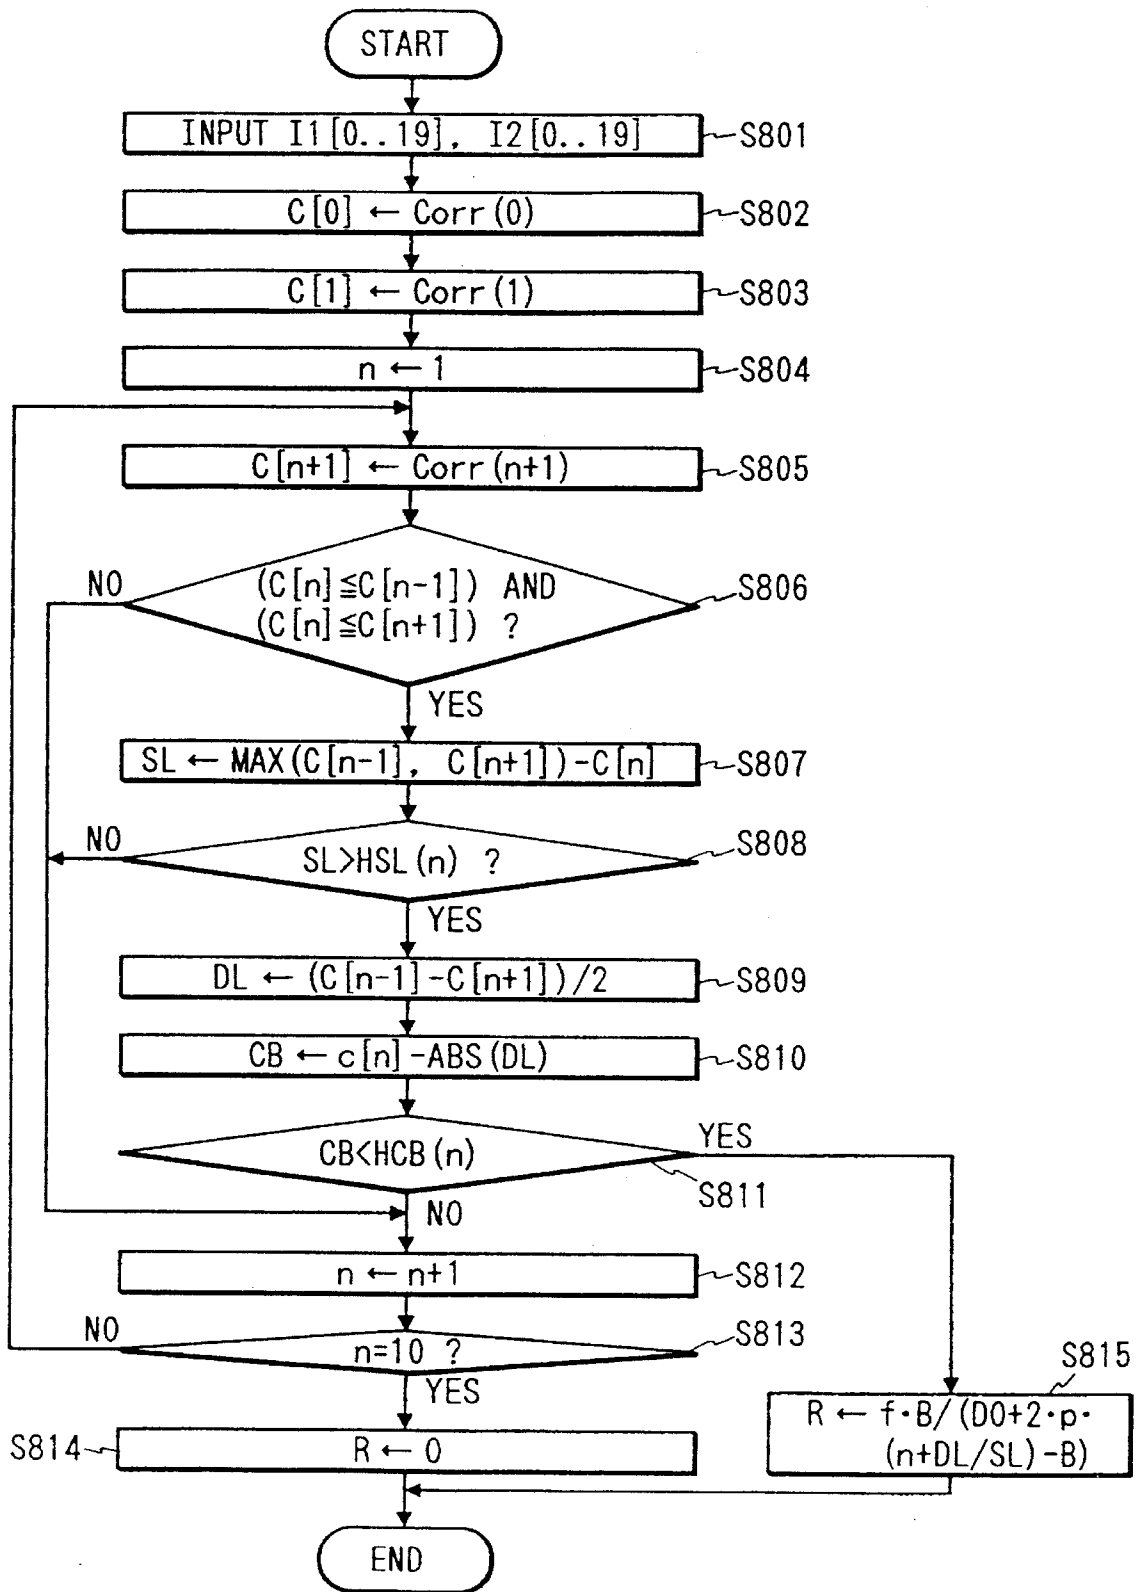 START
INPUT I1[0..19], I2[0..19]
S801
C[0] ← Corr(0)
S802
C[1] ← Corr(1)
S803
n ← 1
S804
C[n+1] ← Corr(n+1)
S805
NO
(C[n]≦C[n-1]) AND
(C[n]≦C[n+1]) ?
S806
YES
SL ← MAX(C[n-1], C[n+1])-C[n]
S807
NO
SL>HSL(n) ?
S808
YES
DL ← (C[n-1]-C[n+1])/2
S809
CB ← c[n]-ABS(DL)
S810
CB<HCB(n)
YES
S811
NO
n ← n+1
S812
NO
n=10 ?
S813
YES
S815
R ← f·B/(D0+2·p·
(n+DL/SL)-B)
S814
R ← 0
END